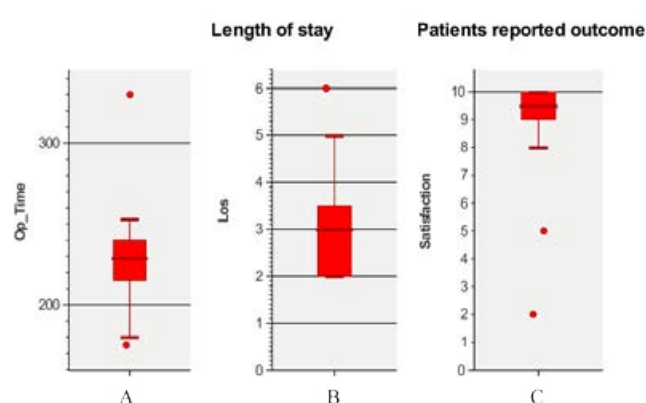 Length of stay
Patients reported outcome
Op_Time
300
200
A
Los
6
5
4
3
2
1
0
B
Satisfaction
10
9
8
7
6
5
4
3
2
1
0
C